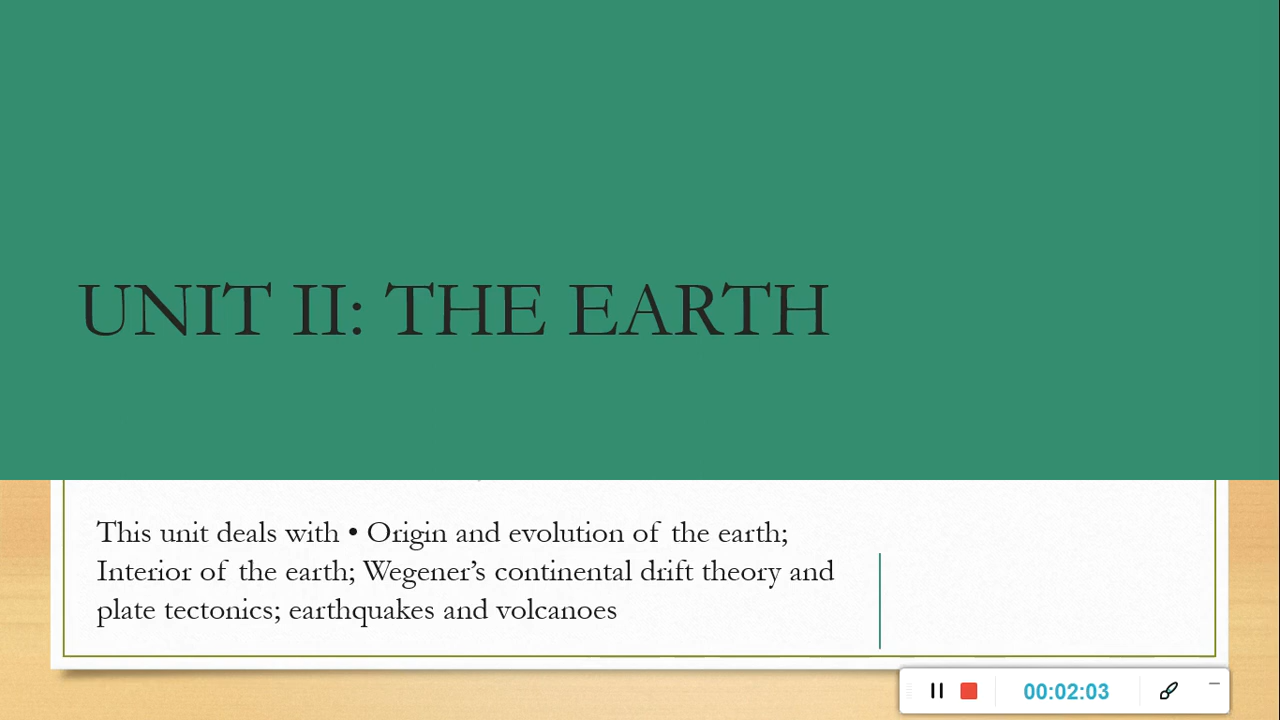 UNIT II: THE EARTH
This unit deals with • Origin and evolution of the earth;
Interior of the earth; Wegener’s continental drift theory and
plate tectonics; earthquakes and volcanoes
00:02:03